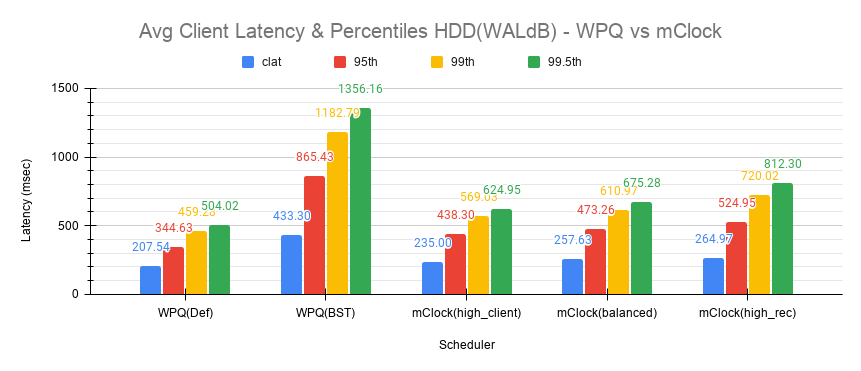 Avg Client Latency & Percentiles HDD(WALdB) - WPQ vs mClock
clat 95th 99th 99.5th
Latency (msec)
1500
1000
500
0
207.54 344.63 459.28 504.02
433.30 865.43 1182.79 1356.16
235.00 438.30 569.03 624.95
257.63 473.26 610.97 675.28
264.97 524.95 720.02 812.30
WPQ(Def) WPQ(BST) mClock(high_client) mClock(balanced) mClock(high_rec)
Scheduler